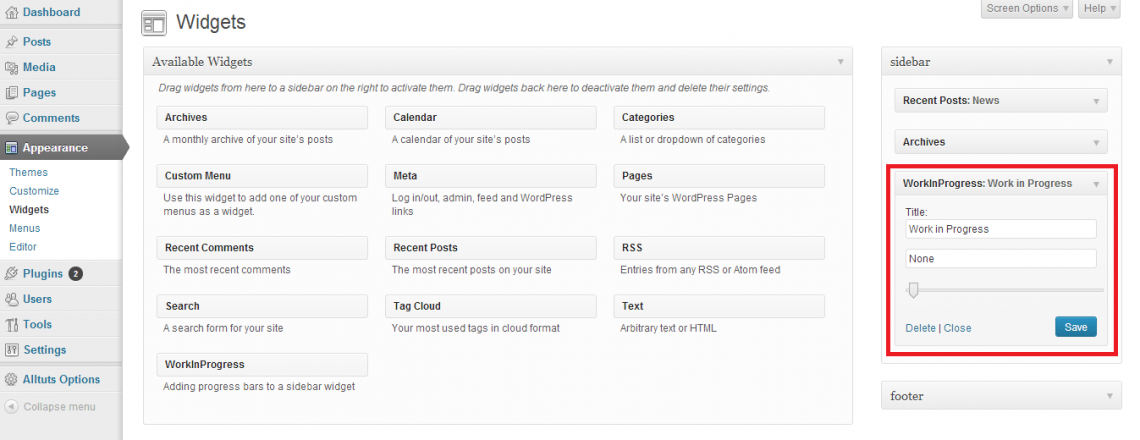 Dashboard
Posts
Media
Pages
Comments
Appearance
Themes
Customize
Widgets
Menus
Editor
Plugins 2
Users
Tools
Settings
Alltuts Options
Collapse menu
Screen Options
Help
Widgets
Available Widgets
Drag widgets from here to a sidebar on the right to activate them. Drag widgets back here to deactivate them and delete their settings.
Archives
A monthly archive of your site's posts
Calendar
A calendar of your site's posts
Categories
A list or dropdown of categories
Custom Menu
Use this widget to add one of your custom
menus as a widget.
Meta
Log in/out, admin, feed and WordPress
links
Pages
Your site's WordPress Pages
Recent Comments
The most recent comments
Recent Posts
The most recent posts on your site
RSS
Entries from any RSS or Atom feed
Search
A search form for your site
Tag Cloud
Your most used tags in cloud format
Text
Arbitrary text or HTML
WorkInProgress
Adding progress bars to a sidebar widget
sidebar
Recent Posts: News
Archives
WorkInProgress: Work in Progress
Title:
Work in Progress
None
Delete | Close
Save
footer